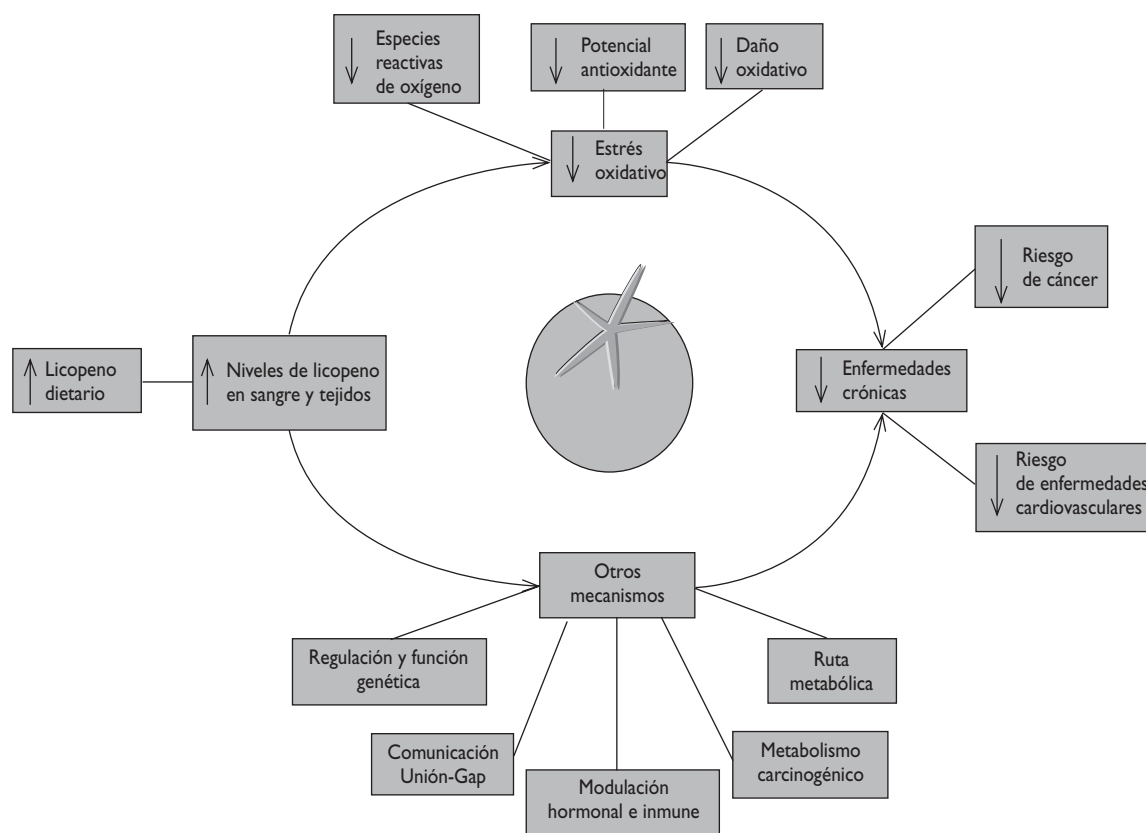 Especies
reactivas
de oxígeno
Potencial
antioxidante
Daño
oxidativo
Estrés
oxidativo
Riesgo
de cáncer
Licopeno
dietario
Niveles de licopeno
en sangre y tejidos
Enfermedades
crónicas
Riesgo
de enfermedades
cardiovasculares
Otros
mecanismos
Regulación y función
genética
Ruta
metabólica
Comunicación
Unión-Gap
Modulación
hormonal e inmune
Metabolismo
carcinogénico